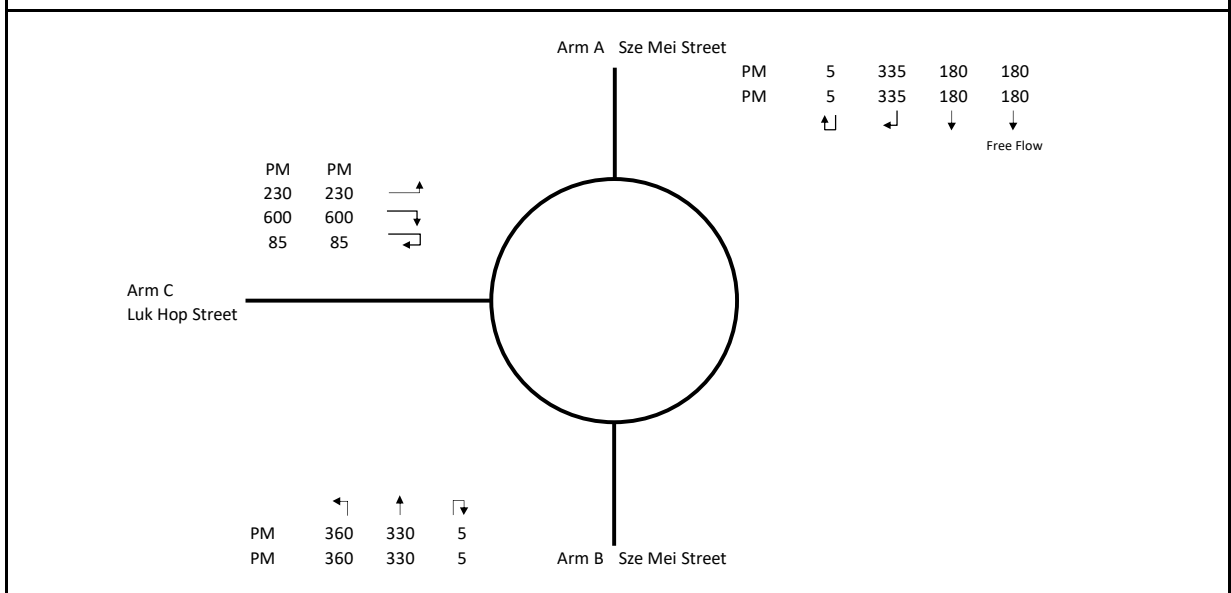 Arm A Sze Mei Street
PM 5 335 180 180
PM 5 335 180 180
Free Flow
PM PM
230 230
600 600
85 85
Arm C
Luk Hop Street
PM 360 330 5
PM 360 330 5
Arm B Sze Mei Street